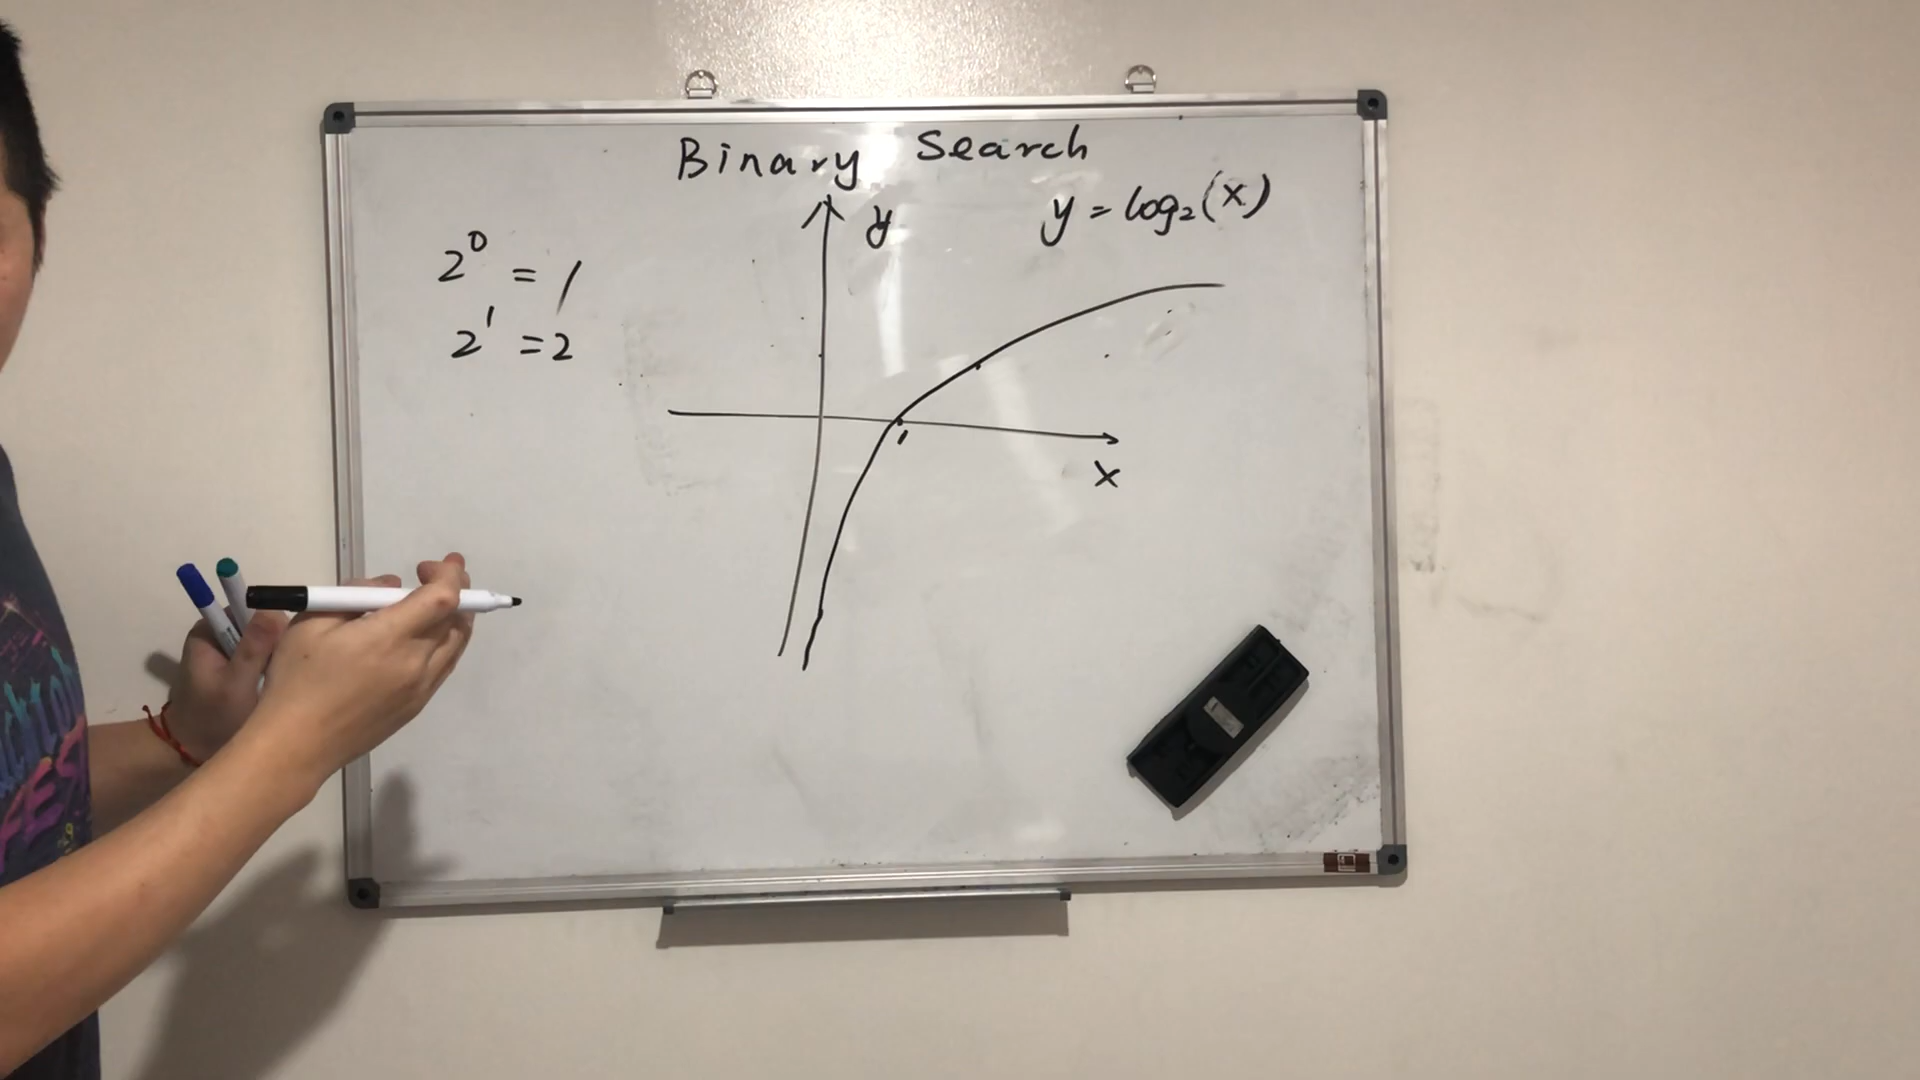 Binary Search
y = log₂(x)
y
2⁰ = 1
2¹ = 2
1
x